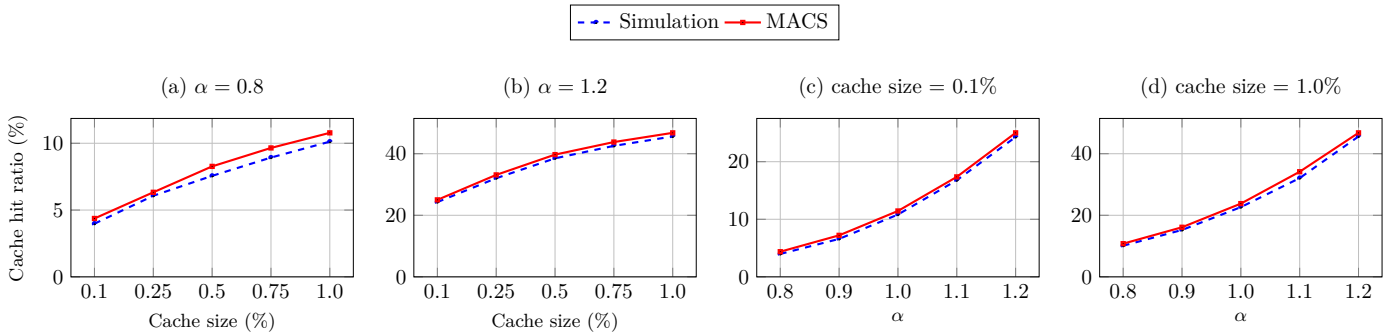 Simulation MACS
(a) α = 0.8
(b) α = 1.2
(c) cache size = 0.1%
(d) cache size = 1.0%
Cache hit ratio (%)
10
5
0
0.1 0.25 0.5 0.75 1.0
Cache size (%)
40
20
0
0.1 0.25 0.5 0.75 1.0
Cache size (%)
20
10
0
0.8 0.9 1.0 1.1 1.2
α
40
20
0
0.8 0.9 1.0 1.1 1.2
α